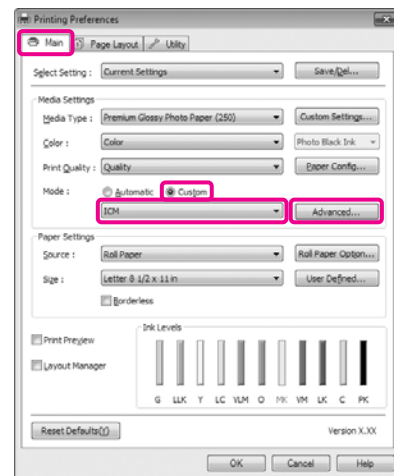 Printing Preferences
Main Page Layout Utility
Select Setting : Current Settings Save/Del...
Media Settings
Media Type : Premium Glossy Photo Paper (250) Custom Settings...
Color : Color Photo Black Ink
Print Quality : Quality Paper Config...
Mode : Automatic Custom
ICM Advanced...
Paper Settings
Source : Roll Paper Roll Paper Option...
Size : Letter 8 1/2 x 11 in User Defined...
Borderless
Ink Levels
Print Preview
Layout Manager
G LLK Y LC VLM O MK VM LK C PK
Reset Defaults(Y) Version X.XX
OK Cancel Help